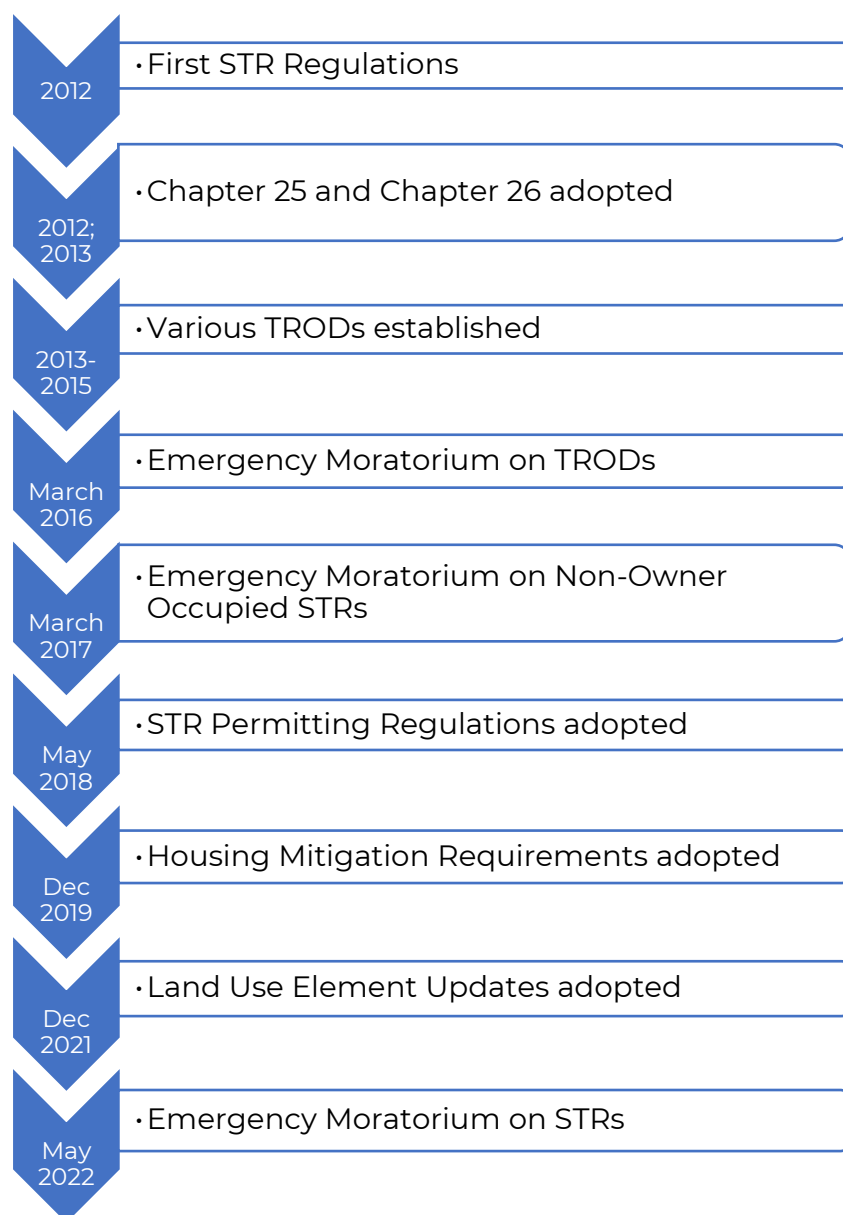 2012
·First STR Regulations
2012;
2013
·Chapter 25 and Chapter 26 adopted
2013-
2015
·Various TRODs established
March
2016
·Emergency Moratorium on TRODs
March
2017
·Emergency Moratorium on Non-Owner
Occupied STRs
May
2018
·STR Permitting Regulations adopted
Dec
2019
·Housing Mitigation Requirements adopted
Dec
2021
·Land Use Element Updates adopted
May
2022
·Emergency Moratorium on STRs